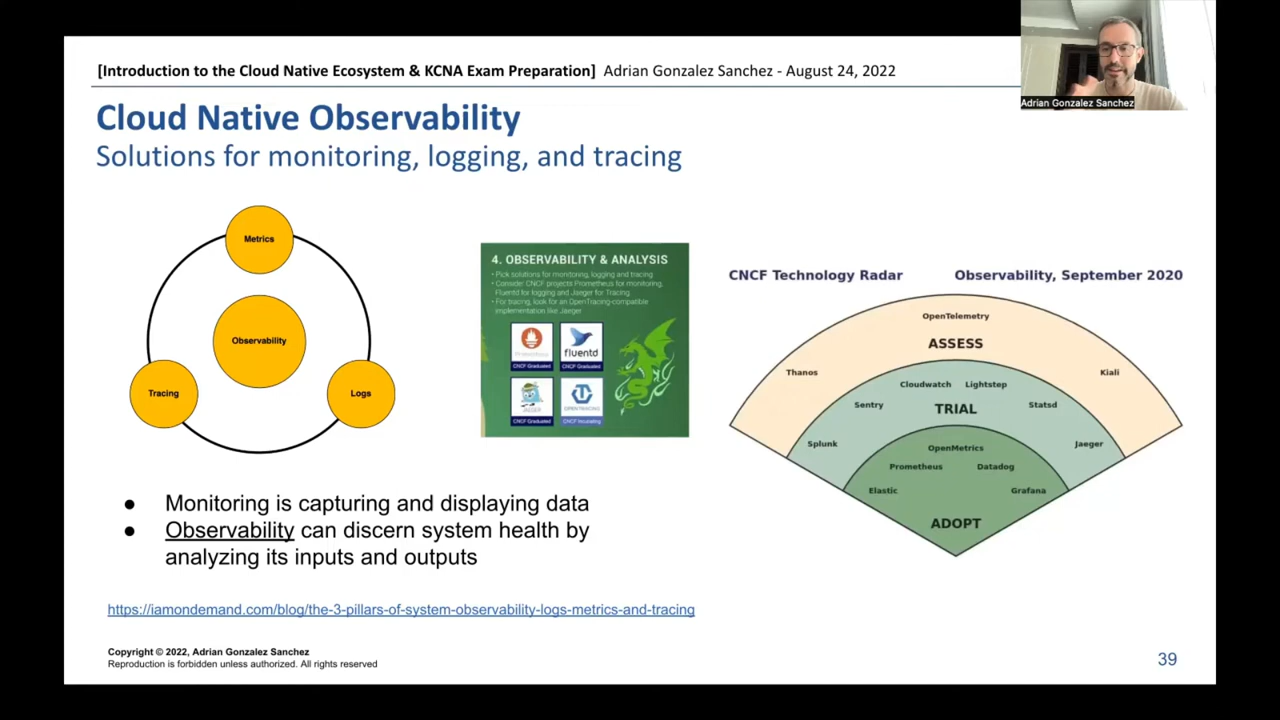 [Introduction to the Cloud Native Ecosystem & KCNA Exam Preparation] Adrian Gonzalez Sanchez - August 24, 2022
Adrian Gonzalez Sanchez
Cloud Native Observability
Solutions for monitoring, logging, and tracing
Metrics
Observability
Tracing
Logs
4. OBSERVABILITY & ANALYSIS
• Pick solutions for monitoring, logging and tracing
• Consider CNCF projects Prometheus for monitoring,
Fluentd for logging and Jaeger for Tracing
• For tracing, look for an OpenTracing-compatible
implementation like Jaeger
Prometheus
fluentd
CNCF Graduated
CNCF Graduated
JAEGER
OPENTRACING
CNCF Graduated
CNCF Incubating
CNCF Technology Radar
Observability, September 2020
OpenTelemetry
ASSESS
Thanos
Kiali
Cloudwatch
Lightstep
Sentry
TRIAL
Statsd
Splunk
Jaeger
OpenMetrics
Prometheus
Datadog
Elastic
Grafana
ADOPT
● Monitoring is capturing and displaying data
● Observability can discern system health by
analyzing its inputs and outputs
https://iamondemand.com/blog/the-3-pillars-of-system-observability-logs-metrics-and-tracing
Copyright © 2022, Adrian Gonzalez Sanchez
Reproduction is forbidden unless authorized. All rights reserved
39